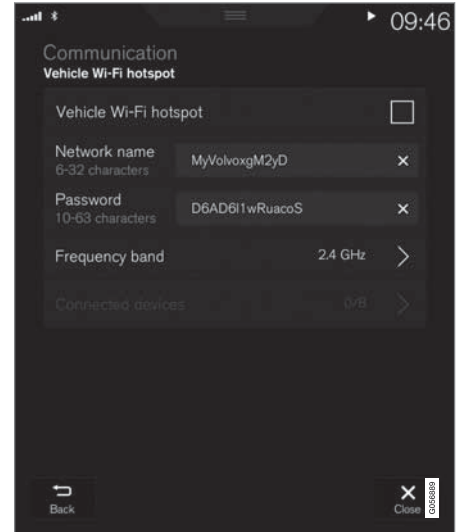 09:46
Communication
Vehicle Wi-Fi hotspot
Vehicle Wi-Fi hotspot
Network name
6-32 characters
MyVolvoxgM2yD
Password
10-63 characters
D6AD6l1wRuacoS
Frequency band
2.4 GHz
Connected devices
0/8
Back
Close
G056889